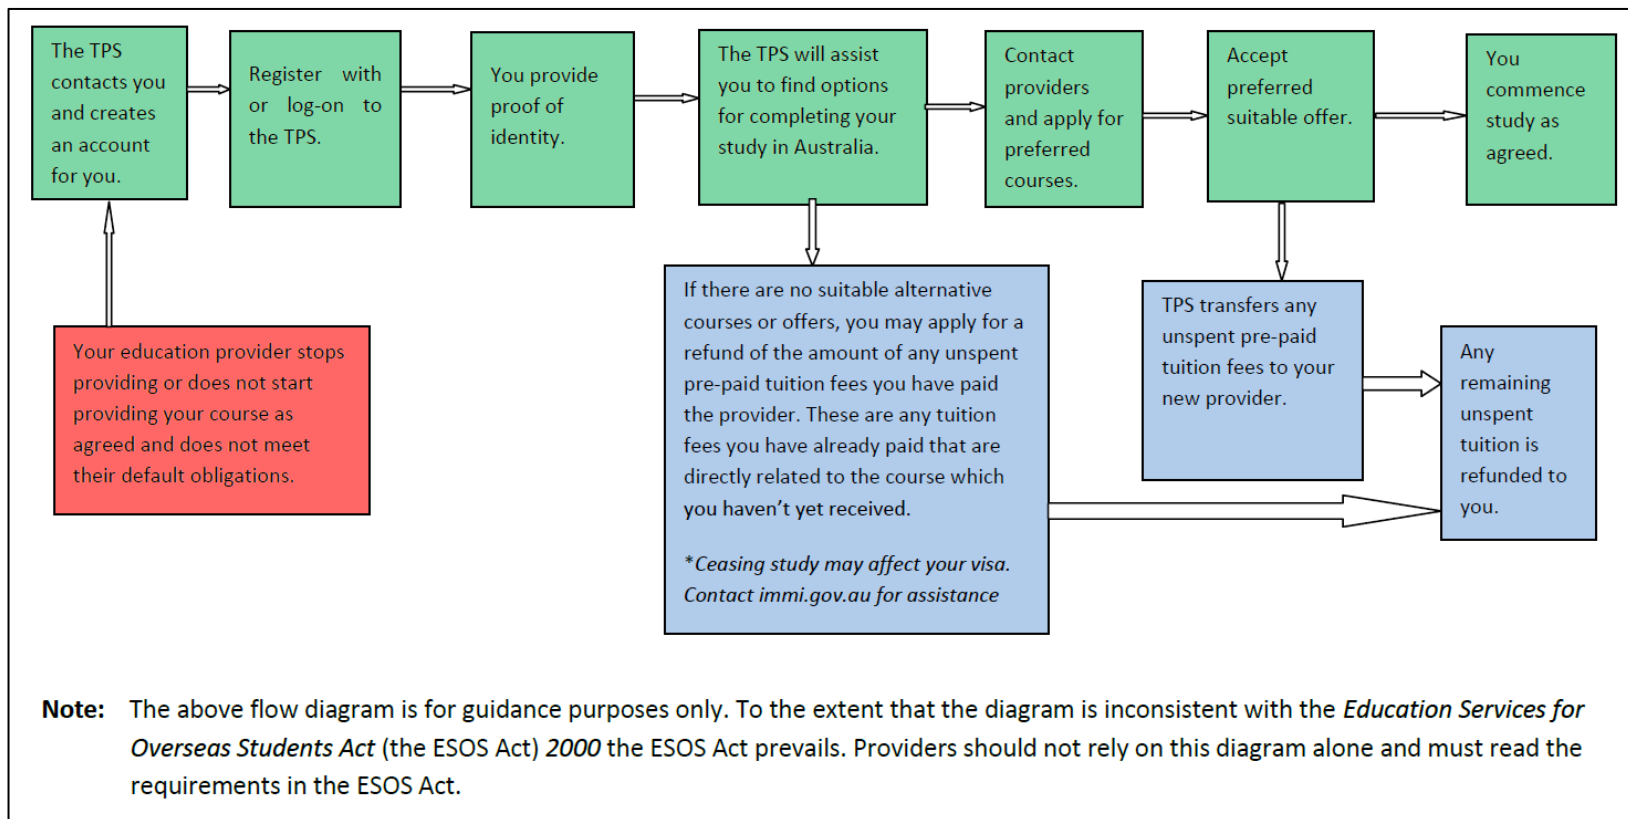 The TPS
contacts you
and creates
an account
for you.
Register with
or log-on to
the TPS.
You provide
proof of
identity.
The TPS will assist
you to find options
for completing your
study in Australia.
Contact
providers
and apply for
preferred
courses.
Accept
preferred
suitable offer.
You
commence
study as
agreed.
Your education provider stops
providing or does not start
providing your course as
agreed and does not meet
their default obligations.
If there are no suitable alternative
courses or offers, you may apply for a
refund of the amount of any unspent
pre-paid tuition fees you have paid
the provider. These are any tuition
fees you have already paid that are
directly related to the course which
you haven't yet received.
*Ceasing study may affect your visa.
Contact immi.gov.au for assistance
TPS transfers any
unspent pre-paid
tuition fees to your
new provider.
Any
remaining
unspent
tuition is
refunded to
you.
Note: The above flow diagram is for guidance purposes only. To the extent that the diagram is inconsistent with the Education Services for
Overseas Students Act (the ESOS Act) 2000 the ESOS Act prevails. Providers should not rely on this diagram alone and must read the
requirements in the ESOS Act.